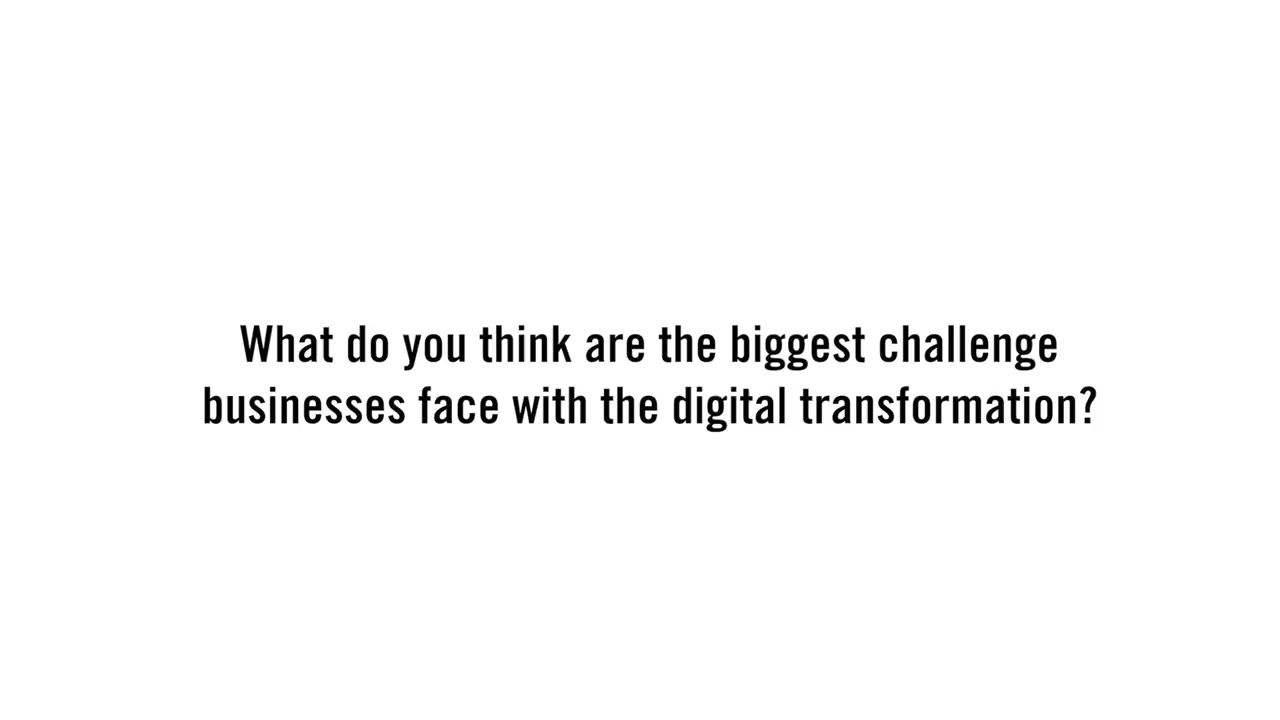 What do you think are the biggest challenge
businesses face with the digital transformation?